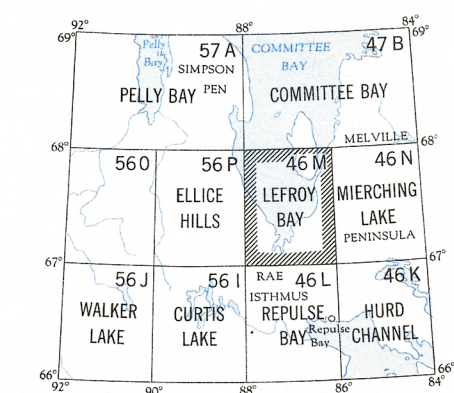 92° 88° 84°
69° 69°
Pelly Bay 57 A COMMITTEE BAY 47 B
SIMPSON PEN
PELLY BAY COMMITTEE BAY
MELVILLE
68° 68°
56 O 56 P 46 M 46 N
ELLICE HILLS LEFROY BAY MIERCHING LAKE
PENINSULA
67° 67°
56 J 56 I RAE ISTHMUS 46 L 46 K
WALKER LAKE CURTIS LAKE REPULSE BAY HURD CHANNEL
Repulse Bay
66° 66°
92° 90° 88° 86° 84°